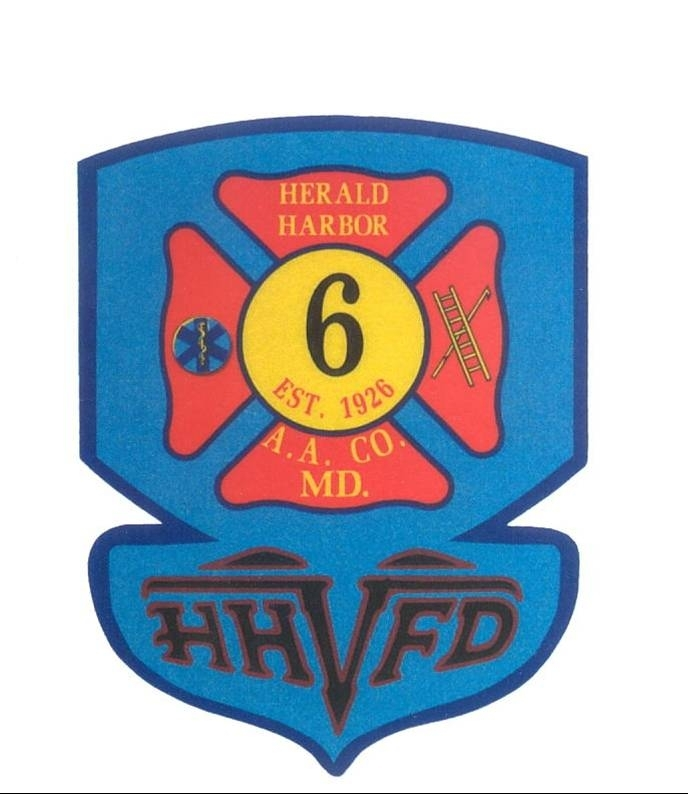 HERALD
HARBOR
6
EST. 1926
A.A. CO.
MD.
HHVFD